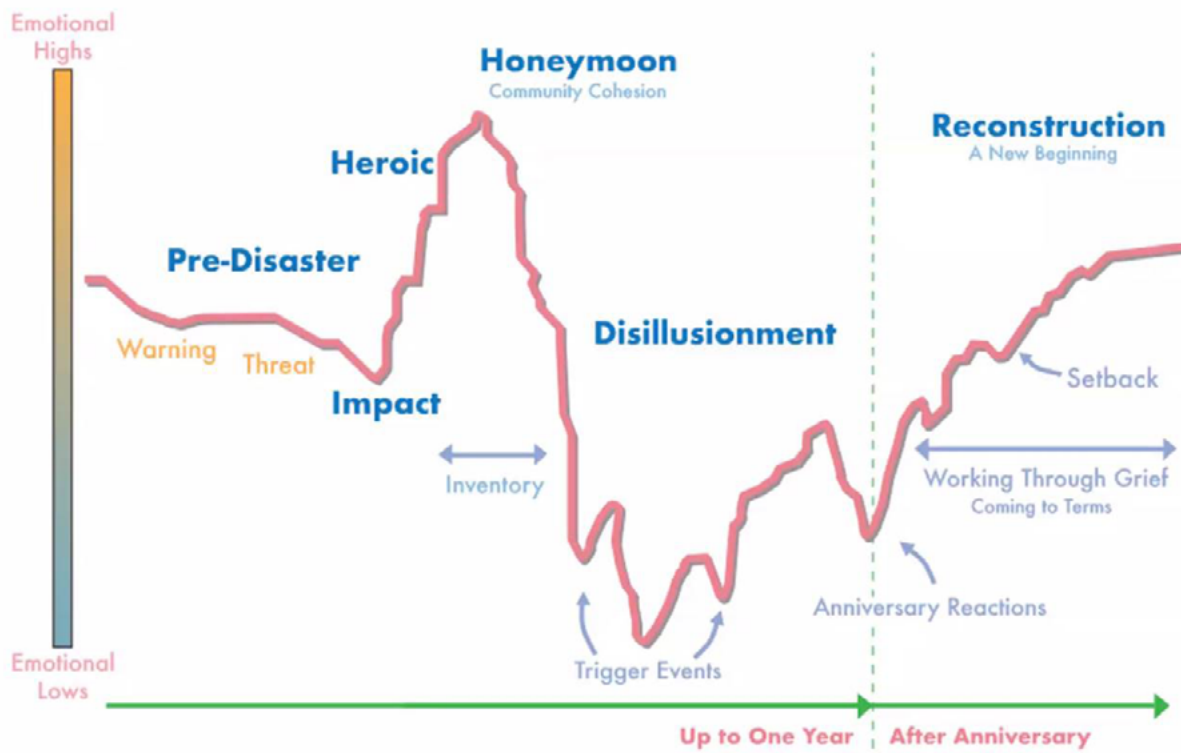 Emotional
Highs
Honeymoon
Community Cohesion
Reconstruction
A New Beginning
Heroic
Pre-Disaster
Warning
Threat
Impact
Disillusionment
Setback
Inventory
Working Through Grief
Coming to Terms
Anniversary Reactions
Trigger Events
Emotional
Lows
Up to One Year
After Anniversary